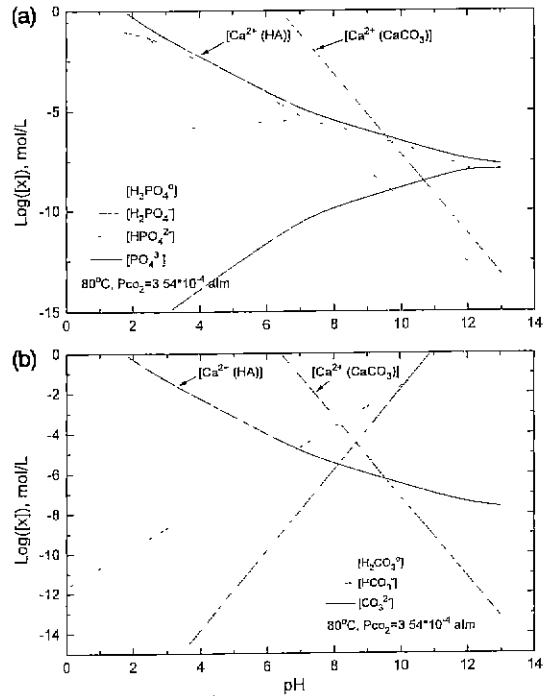 (a)
[Ca²⁺ (HA)]
[Ca²⁺ (CaCO₃)]
0
-5
-10
-15
Log([x]), mol/L
[H₃PO₄⁰]
[H₂PO₄⁻]
[HPO₄²⁻]
[PO₄³]
80°C, Pco₂=3 54*10⁻⁴ atm
0 2 4 6 8 10 12 14
(b)
[Ca²⁺ (HA)]
[Ca²⁺ (CaCO₃)]
0
-2
-4
-6
-8
-10
-12
-14
Log([x]), mol/L
[H₂CO₃⁰]
[HCO₃⁻]
[CO₃²⁻]
80°C, Pco₂=3 54*10⁻⁴ atm
0 2 4 6 8 10 12 14
pH